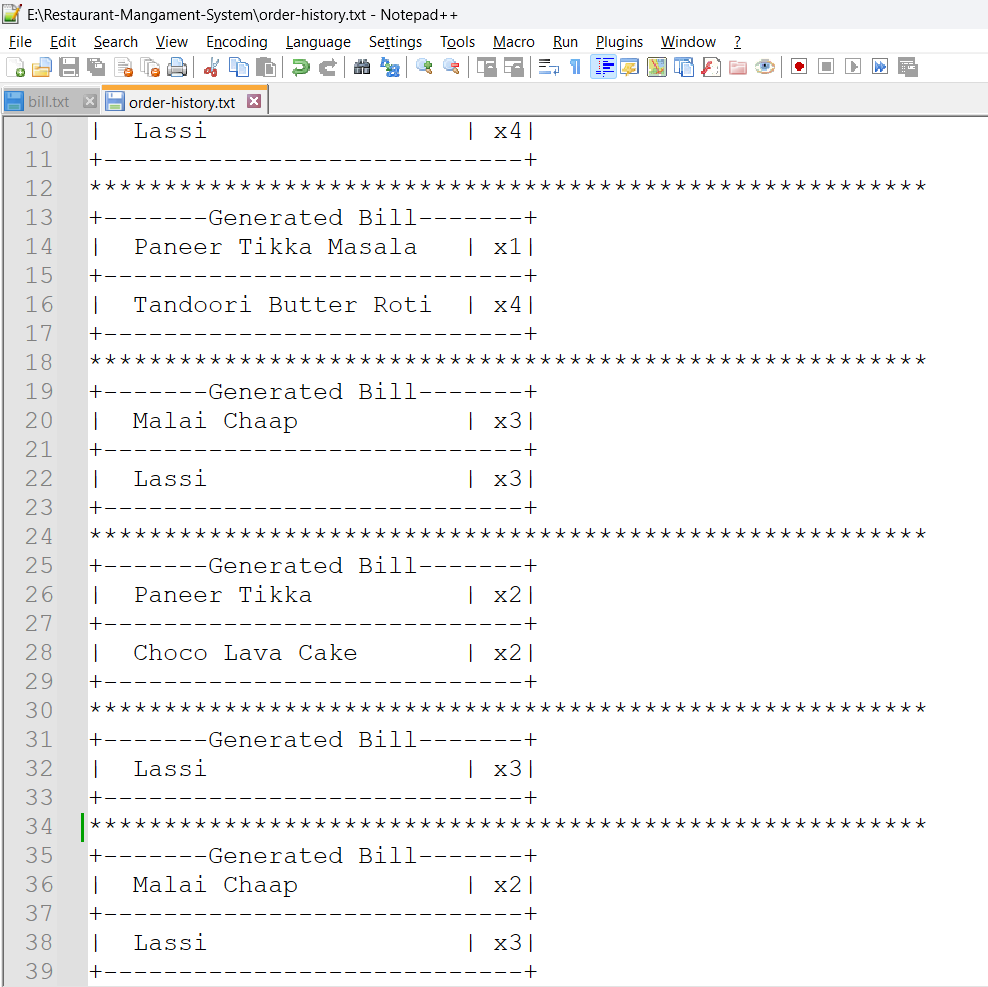 E:\Restaurant-Mangament-System\order-history.txt - Notepad++
File Edit Search View Encoding Language Settings Tools Macro Run Plugins Window ?
bill.txt order-history.txt
10 |  Lassi                 | x4|
11 +----------------------------+
12 ********************************************************
13 +-------Generated Bill-------+
14 |  Paneer Tikka Masala   | x1|
15 +----------------------------+
16 |  Tandoori Butter Roti  | x4|
17 +----------------------------+
18 ********************************************************
19 +-------Generated Bill-------+
20 |  Malai Chaap           | x3|
21 +----------------------------+
22 |  Lassi                 | x3|
23 +----------------------------+
24 ********************************************************
25 +-------Generated Bill-------+
26 |  Paneer Tikka          | x2|
27 +----------------------------+
28 |  Choco Lava Cake       | x2|
29 +----------------------------+
30 ********************************************************
31 +-------Generated Bill-------+
32 |  Lassi                 | x3|
33 +----------------------------+
34 ********************************************************
35 +-------Generated Bill-------+
36 |  Malai Chaap           | x2|
37 +----------------------------+
38 |  Lassi                 | x3|
39 +----------------------------+